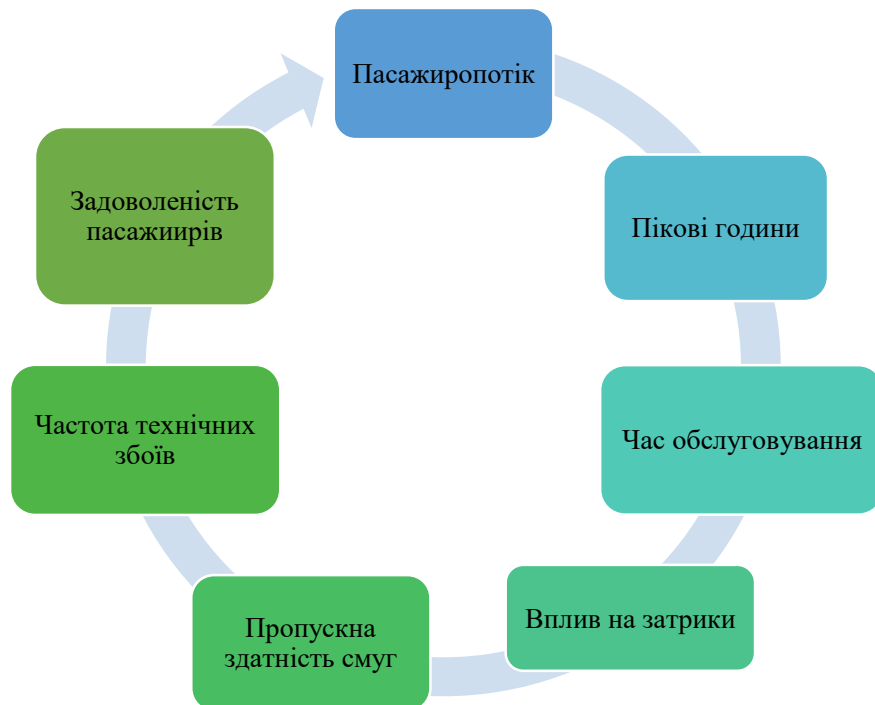 Пасажиропотік
Пікові години
Час обслуговування
Вплив на затрики
Пропускна
здатність смуг
Частота технічних
збоїв
Задоволеність
пасажиирів